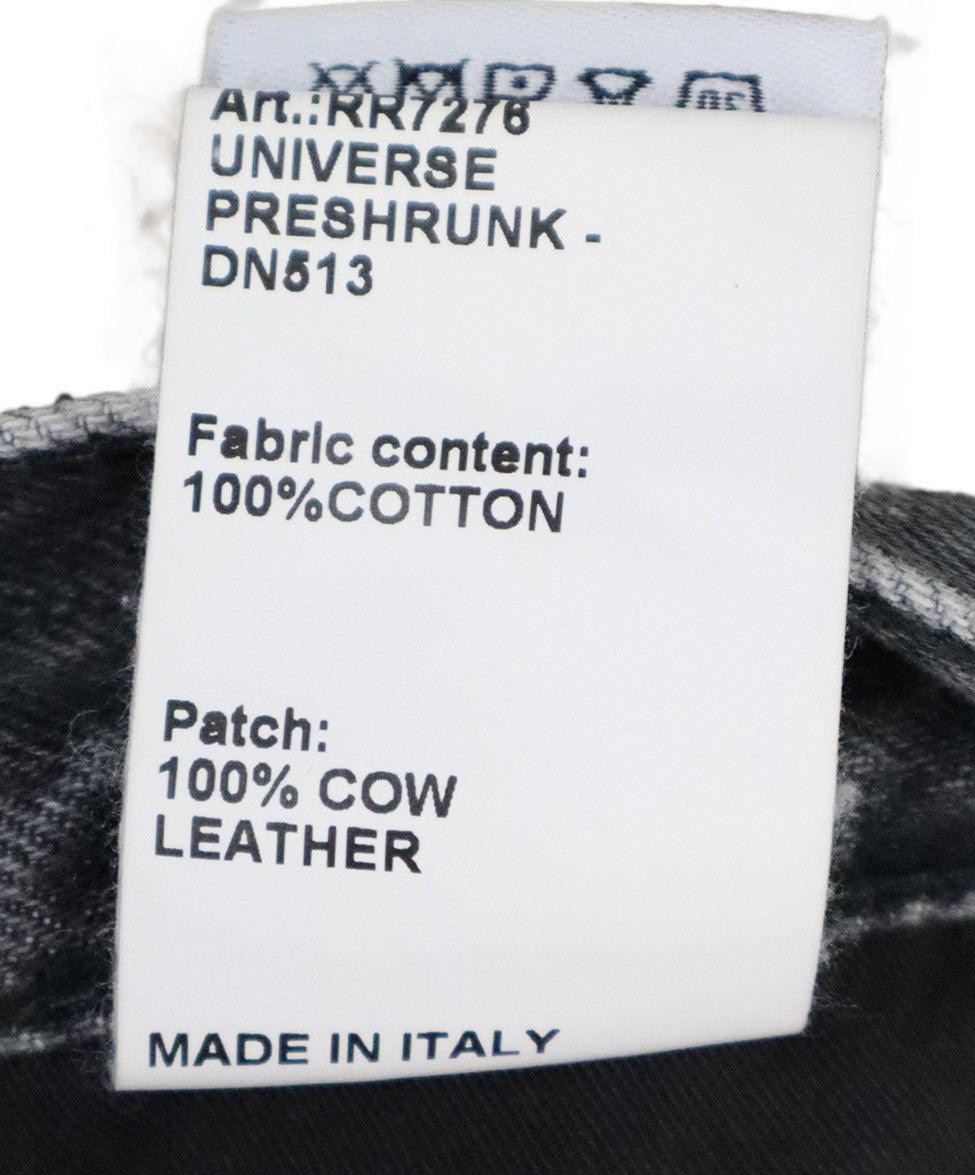 Art.:RR7276
UNIVERSE
PRESHRUNK -
DN513
Fabric content:
100%COTTON
Patch:
100% COW
LEATHER
MADE IN ITALY